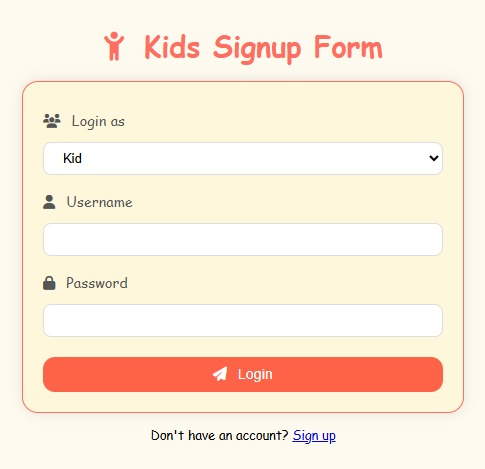 Kids Signup Form
Login as
Kid
Username
Password
Login
Don't have an account? Sign up